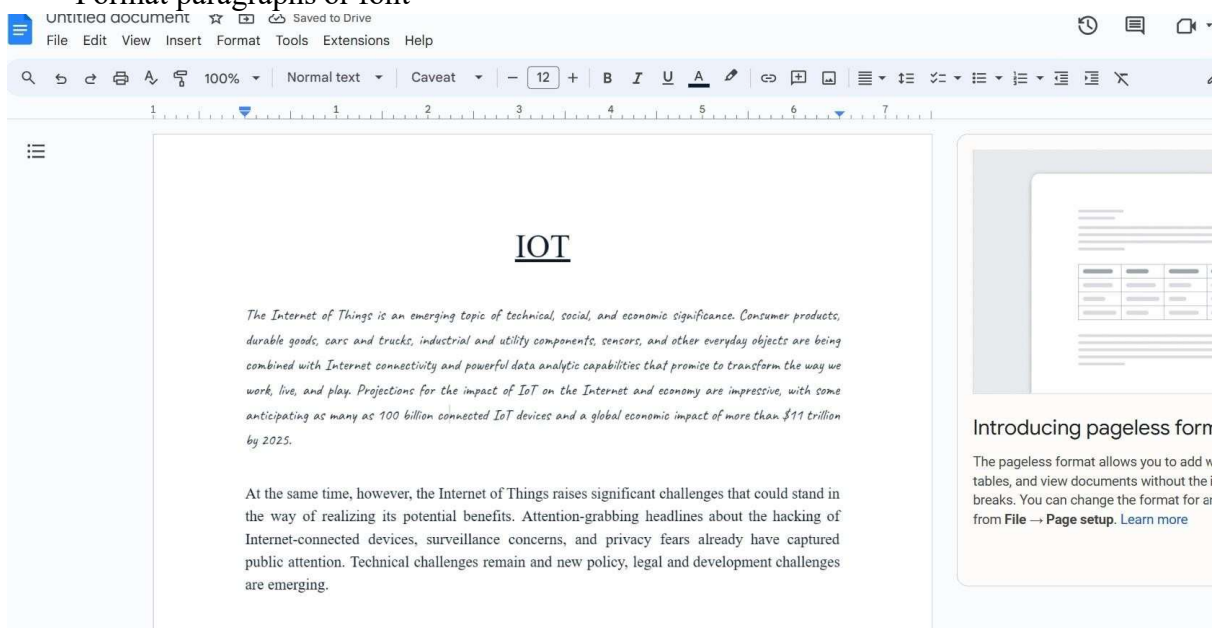 Format paragraphs or font
Untitled document Saved to Drive
File Edit View Insert Format Tools Extensions Help
100% Normal text Caveat 12 B I U A
1 1 2 3 4 5 6 7
IOT
The Internet of Things is an emerging topic of technical, social, and economic significance. Consumer products,
durable goods, cars and trucks, industrial and utility components, sensors, and other everyday objects are being
combined with Internet connectivity and powerful data analytic capabilities that promise to transform the way we
work, live, and play. Projections for the impact of IoT on the Internet and economy are impressive, with some
anticipating as many as 100 billion connected IoT devices and a global economic impact of more than $11 trillion
by 2025.
At the same time, however, the Internet of Things raises significant challenges that could stand in
the way of realizing its potential benefits. Attention-grabbing headlines about the hacking of
Internet-connected devices, surveillance concerns, and privacy fears already have captured
public attention. Technical challenges remain and new policy, legal and development challenges
are emerging.
Introducing pageless
The pageless format allows you to add
tables, and view documents without the
breaks. You can change the format for
from File → Page setup. Learn more